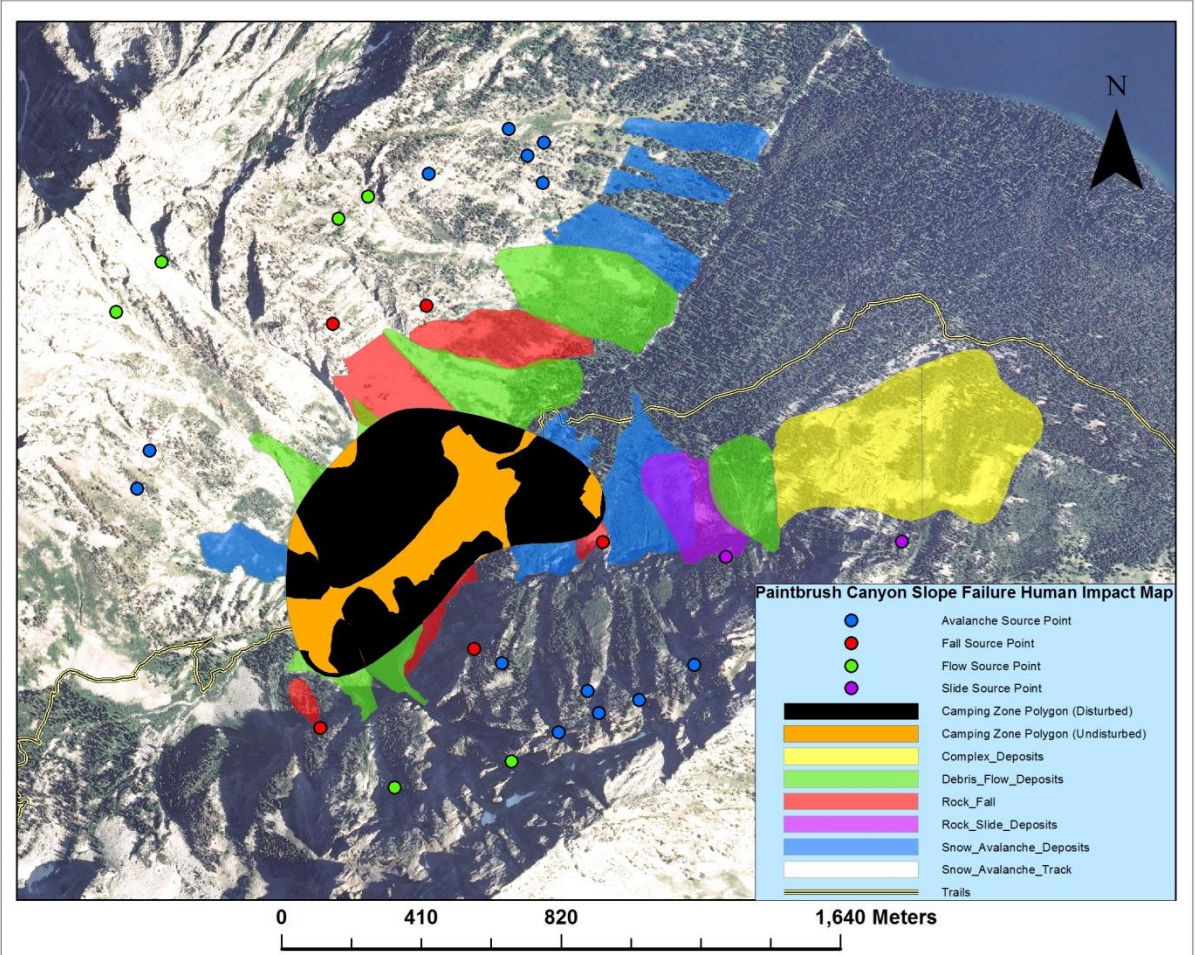 N
Paintbrush Canyon Slope Failure Human Impact Map
Avalanche Source Point
Fall Source Point
Flow Source Point
Slide Source Point
Camping Zone Polygon (Disturbed)
Camping Zone Polygon (Undisturbed)
Complex_Deposits
Debris_Flow_Deposits
Rock_Fall
Rock_Slide_Deposits
Snow_Avalanche_Deposits
Snow_Avalanche_Track
Trails
0 410 820 1,640 Meters